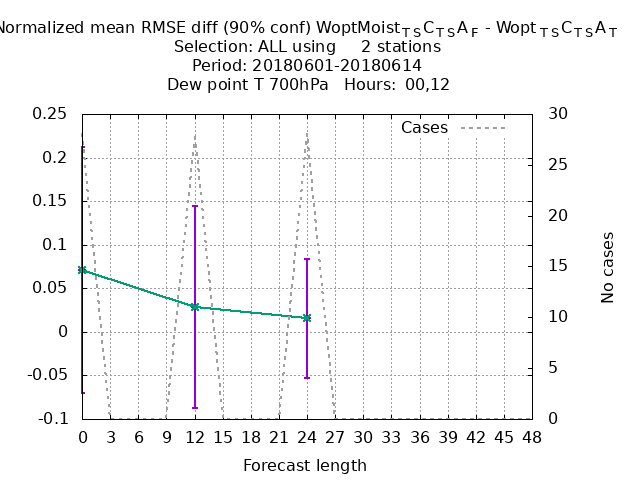 Normalized mean RMSE diff (90% conf) WoptMoist_TSC_TSA_F - Wopt_TSC_TSA_T
Selection: ALL using 2 stations
Period: 20180601-20180614
Dew point T 700hPa Hours: 00,12
0.25
0.2
0.15
0.1
0.05
0
-0.05
-0.1
30
25
20
15
10
5
0
Cases
No cases
0 3 6 9 12 15 18 21 24 27 30 33 36 39 42 45 48
Forecast length